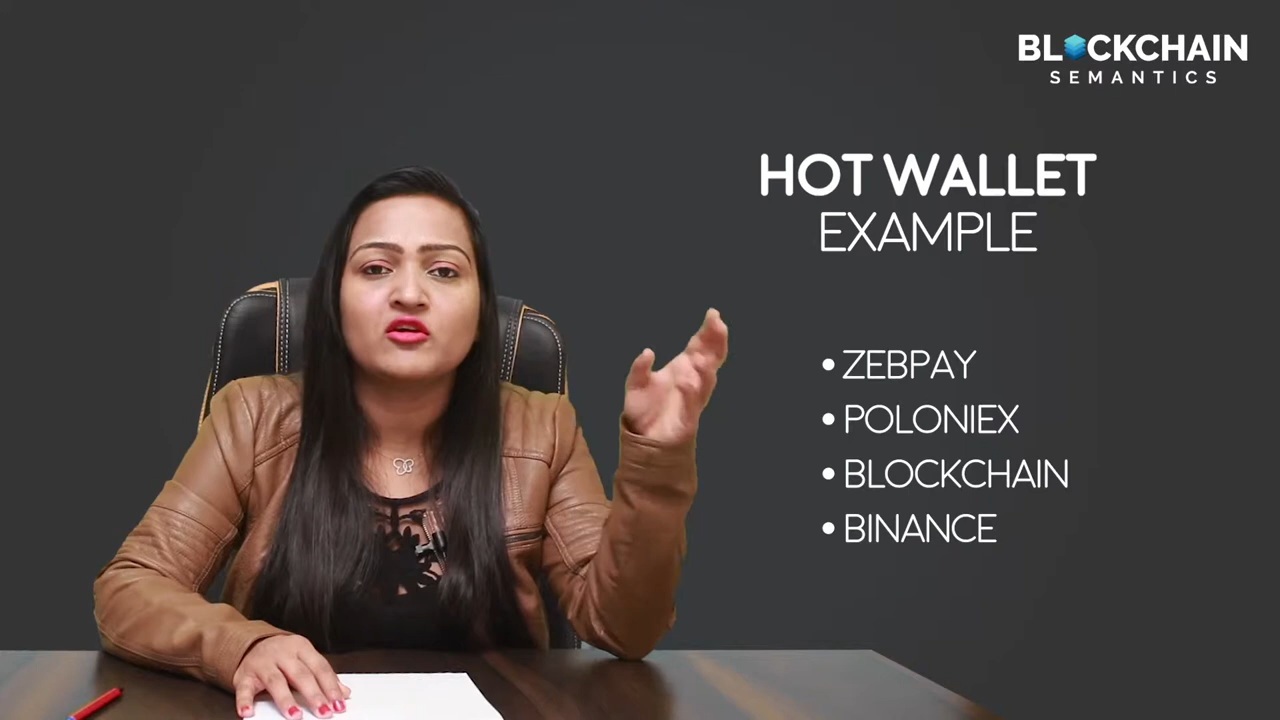 BLOCKCHAIN
SEMANTICS
HOT WALLET
EXAMPLE
• ZEBPAY
• POLONIEX
• BLOCKCHAIN
• BINANCE